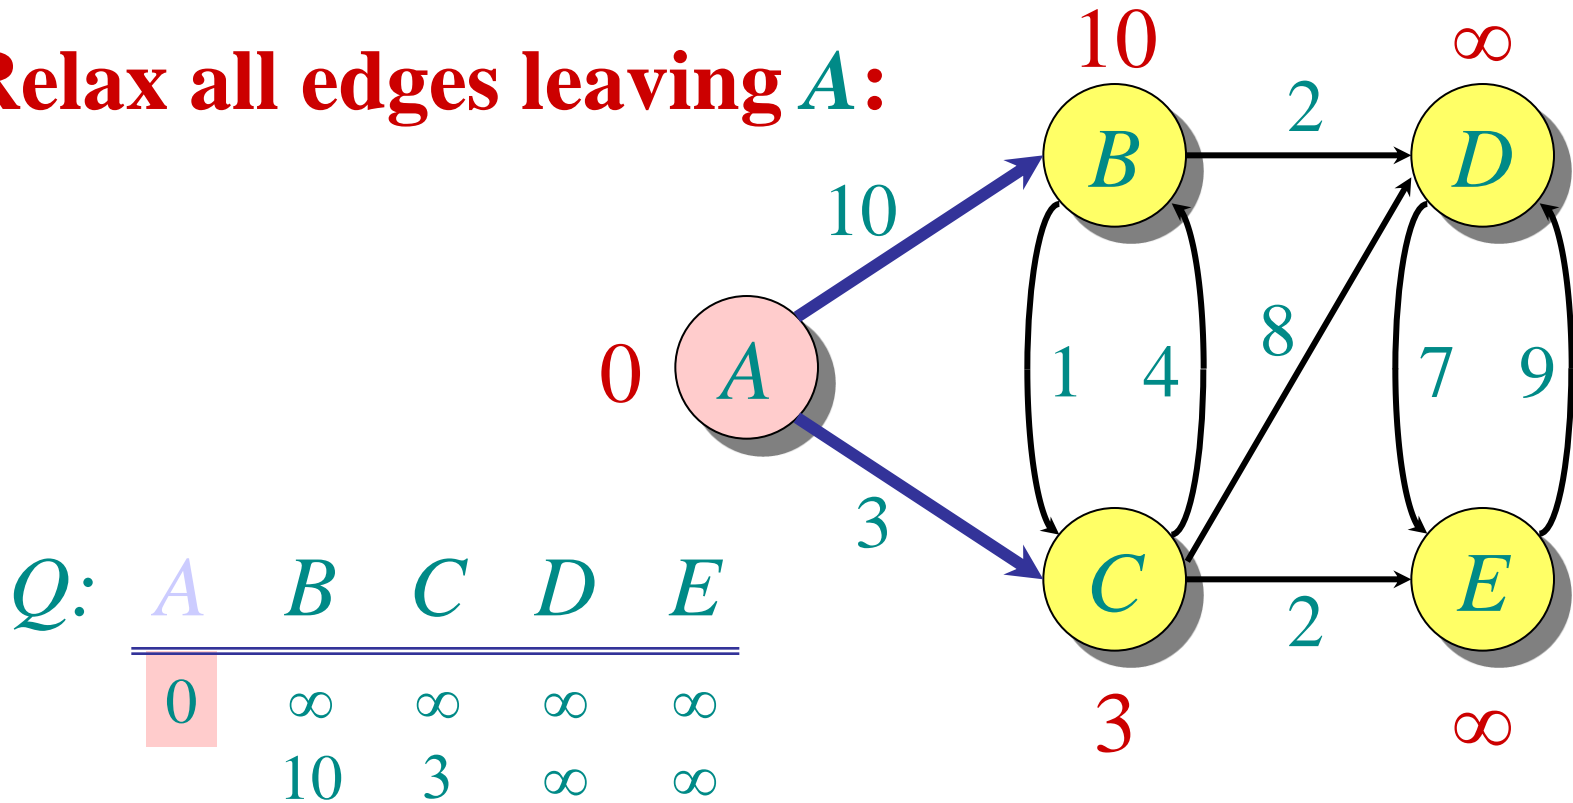 Relax all edges leaving A:
10 ∞
B 2 D
10
0 A 1 4 8 7 9
3
C 2 E
3 ∞
Q: A B C D E
0 ∞ ∞ ∞ ∞
10 3 ∞ ∞